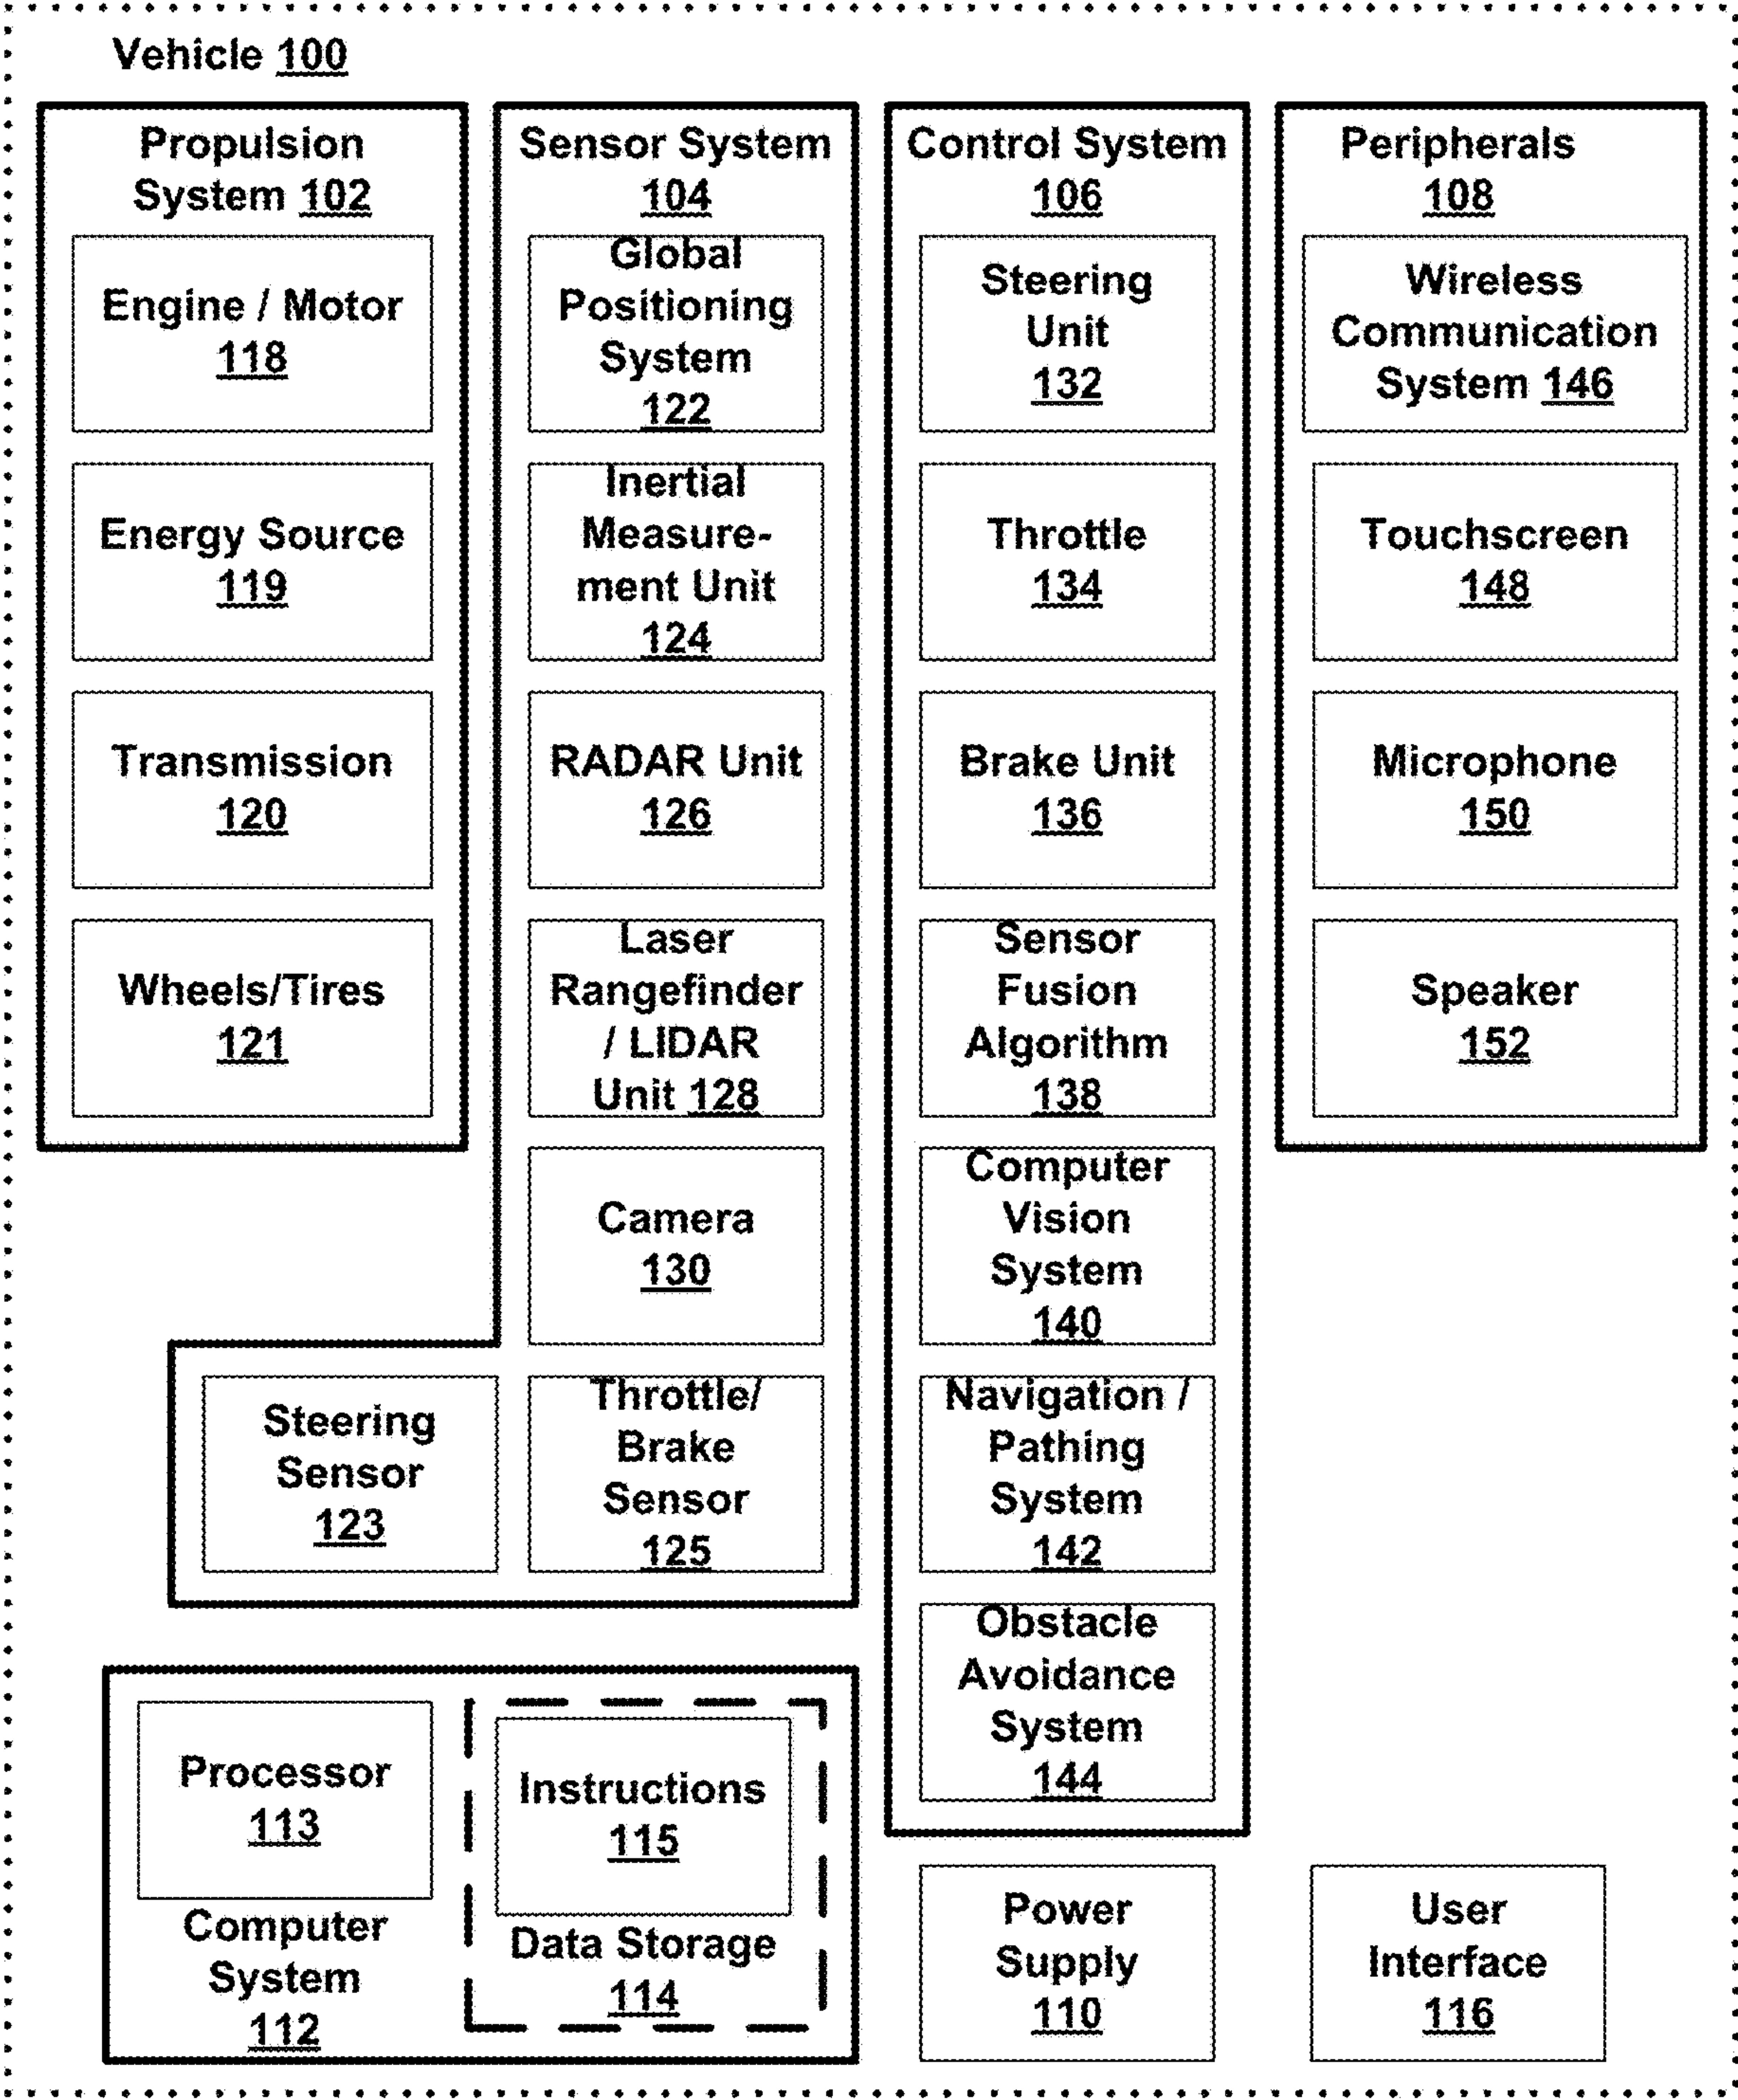 Vehicle 100
Propulsion
System 102
Engine / Motor
118
Energy Source
119
Transmission
120
Wheels/Tires
121
Sensor System
104
Global
Positioning
System
122
Inertial
Measure-
ment Unit
124
RADAR Unit
126
Laser
Rangefinder
/ LIDAR
Unit 128
Camera
130
Steering
Sensor
123
Throttle/
Brake
Sensor
125
Control System
106
Steering
Unit
132
Throttle
134
Brake Unit
136
Sensor
Fusion
Algorithm
138
Computer
Vision
System
140
Navigation /
Pathing
System
142
Obstacle
Avoidance
System
144
Peripherals
108
Wireless
Communication
System 146
Touchscreen
148
Microphone
150
Speaker
152
Processor
113
Computer
System
112
Instructions
115
Data Storage
114
Power
Supply
110
User
Interface
116